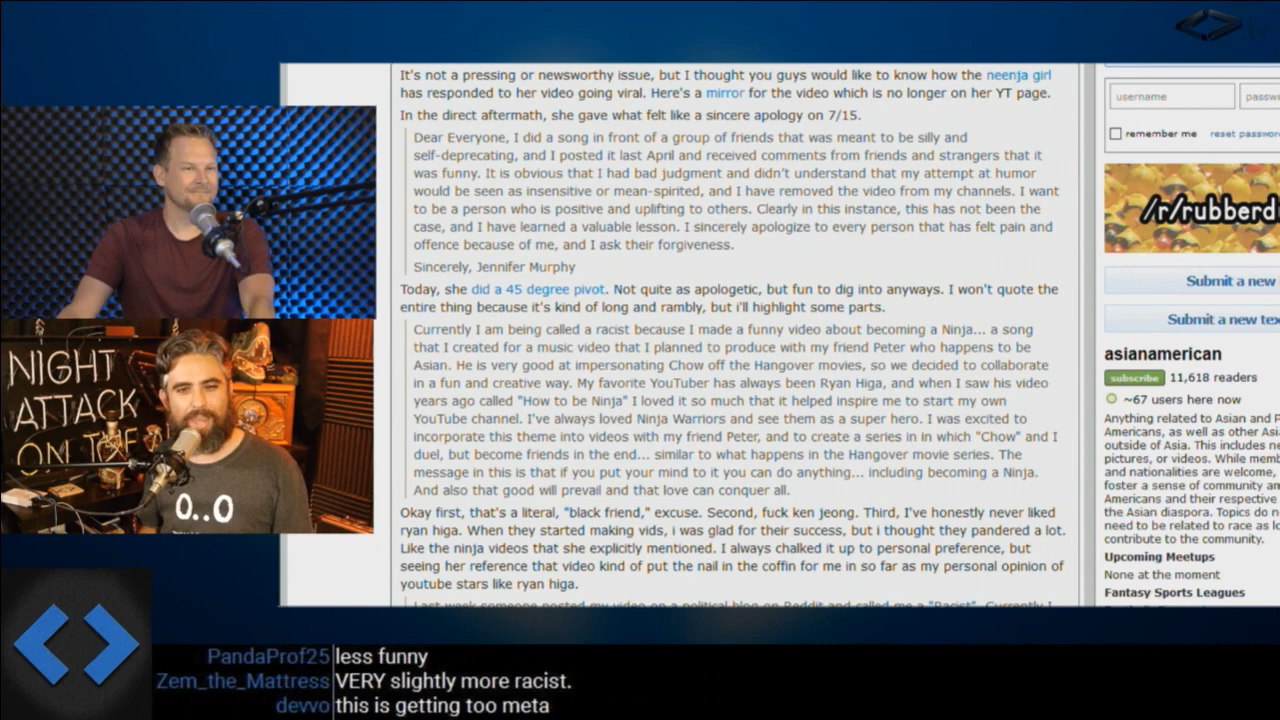 It's not a pressing or newsworthy issue, but I thought you guys would like to know how the neenja girl
has responded to her video going viral. Here's a mirror for the video which is no longer on her YT page.
In the direct aftermath, she gave what felt like a sincere apology on 7/15.
Dear Everyone, I did a song in front of a group of friends that was meant to be silly and
self-deprecating, and I posted it last April and received comments from friends and strangers that it
was funny. It is obvious that I had bad judgment and didn't understand that my attempt at humor
would be seen as insensitive or mean-spirited, and I have removed the video from my channels. I want
to be a person who is positive and uplifting to others. Clearly in this instance, this has not been the
case, and I have learned a valuable lesson. I sincerely apologize to every person that has felt pain and
offence because of me, and I ask their forgiveness.
Sincerely, Jennifer Murphy
Today, she did a 45 degree pivot. Not quite as apologetic, but fun to dig into anyways. I won't quote the
entire thing because it's kind of long and rambly, but i'll highlight some parts.
Currently I am being called a racist because I made a funny video about becoming a Ninja... a song
that I created for a music video that I planned to produce with my friend Peter who happens to be
Asian. He is very good at impersonating Chow off the Hangover movies, so we decided to collaborate
in a fun and creative way. My favorite YouTuber has always been Ryan Higa, and when I saw his video
years ago called "How to be Ninja" I loved it so much that it helped inspire me to start my own
YouTube channel. I've always loved Ninja Warriors and see them as a super hero. I was excited to
incorporate this theme into videos with my friend Peter, and to create a series in in which "Chow" and I
duel, but become friends in the end... similar to what happens in the Hangover movie series. The
message in this is that if you put your mind to it you can do anything... including becoming a Ninja.
And also that good will prevail and that love can conquer all.
Okay first, that's a literal, "black friend," excuse. Second, fuck ken jeong. Third, I've honestly never liked
ryan higa. When they started making vids, i was glad for their success, but i thought they pandered a lot.
Like the ninja videos that she explicitly mentioned. I always chalked it up to personal preference, but
seeing her reference that video kind of put the nail in the coffin for me in so far as my personal opinion of
youtube stars like ryan higa.
Last week someone posted my video on a political blog on Reddit and called me a "Racist". Currently I
username
passw
remember me
reset passwor
/r/rubberd
Submit a new
Submit a new tex
asianamerican
subscribe 11,618 readers
~67 users here now
Anything related to Asian and
Americans, as well as other Asi
outside of Asia. This includes n
pictures, or videos. While memb
and nationalities are welcome,
foster a sense of community an
Americans and their respective
the Asian diaspora. Topics do n
need to be related to race as lo
contribute to the community.
Upcoming Meetups
None at the moment
Fantasy Sports Leagues
NIGHT
ATTACK
ON THE A
0..0
PandaProf25 less funny
Zem_the_Mattress VERY slightly more racist.
devvo this is getting too meta